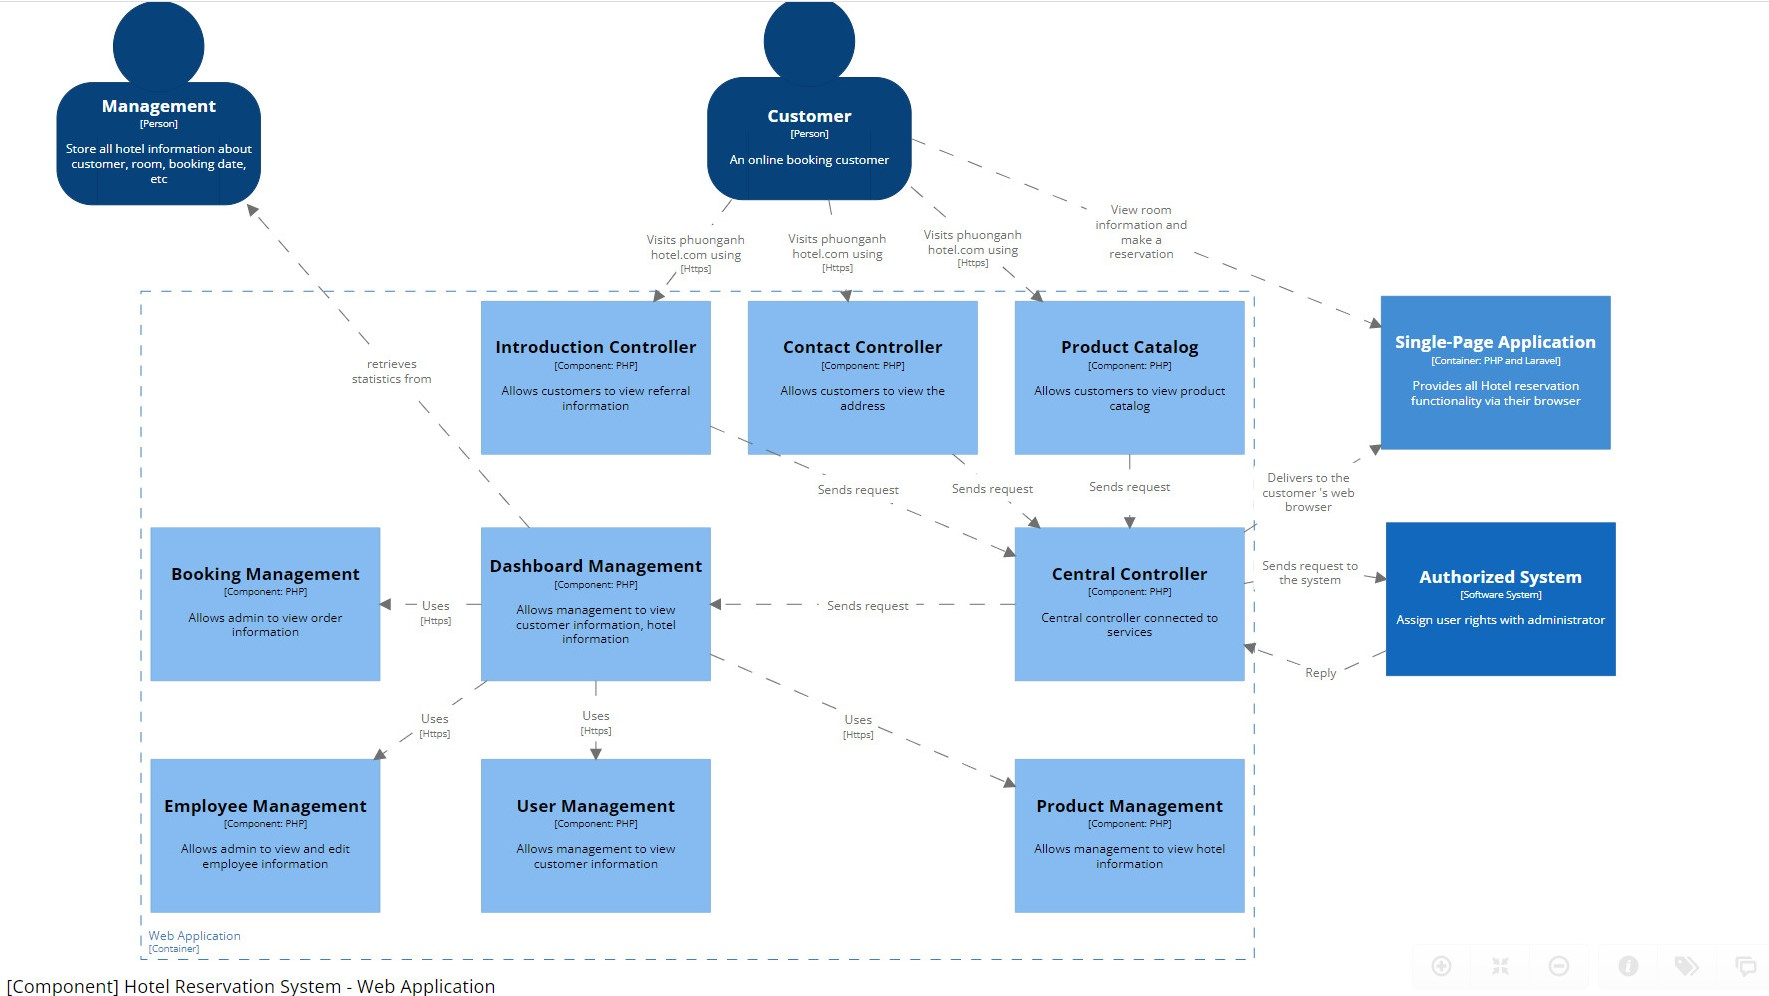 Management
[Person]
Store all hotel information about
customer, room, booking date,
etc
Customer
[Person]
An online booking customer
View room
information and
make a
reservation
Visits phuonganh
hotel.com using
[Https]
Visits phuonganh
hotel.com using
[Https]
Visits phuonganh
hotel.com using
[Https]
retrieves
statistics from
Introduction Controller
[Component: PHP]
Allows customers to view referral
information
Contact Controller
[Component: PHP]
Allows customers to view the
address
Product Catalog
[Component: PHP]
Allows customers to view product
catalog
Single-Page Application
[Container: PHP and Laravel]
Provides all Hotel reservation
functionality via their browser
Sends request
Sends request
Sends request
Delivers to the
customer 's web
browser
Booking Management
[Component: PHP]
Allows admin to view order
information
Uses
[Https]
Dashboard Management
[Component: PHP]
Allows management to view
customer information, hotel
information
Sends request
Central Controller
[Component: PHP]
Central controller connected to
services
Sends request to
the system
Authorized System
[Software System]
Assign user rights with administrator
Reply
Uses
[Https]
Uses
[Https]
Uses
[Https]
Employee Management
[Component: PHP]
Allows admin to view and edit
employee information
User Management
[Component: PHP]
Allows management to view
customer information
Product Management
[Component: PHP]
Allows management to view hotel
information
Web Application
[Container]
[Component] Hotel Reservation System - Web Application